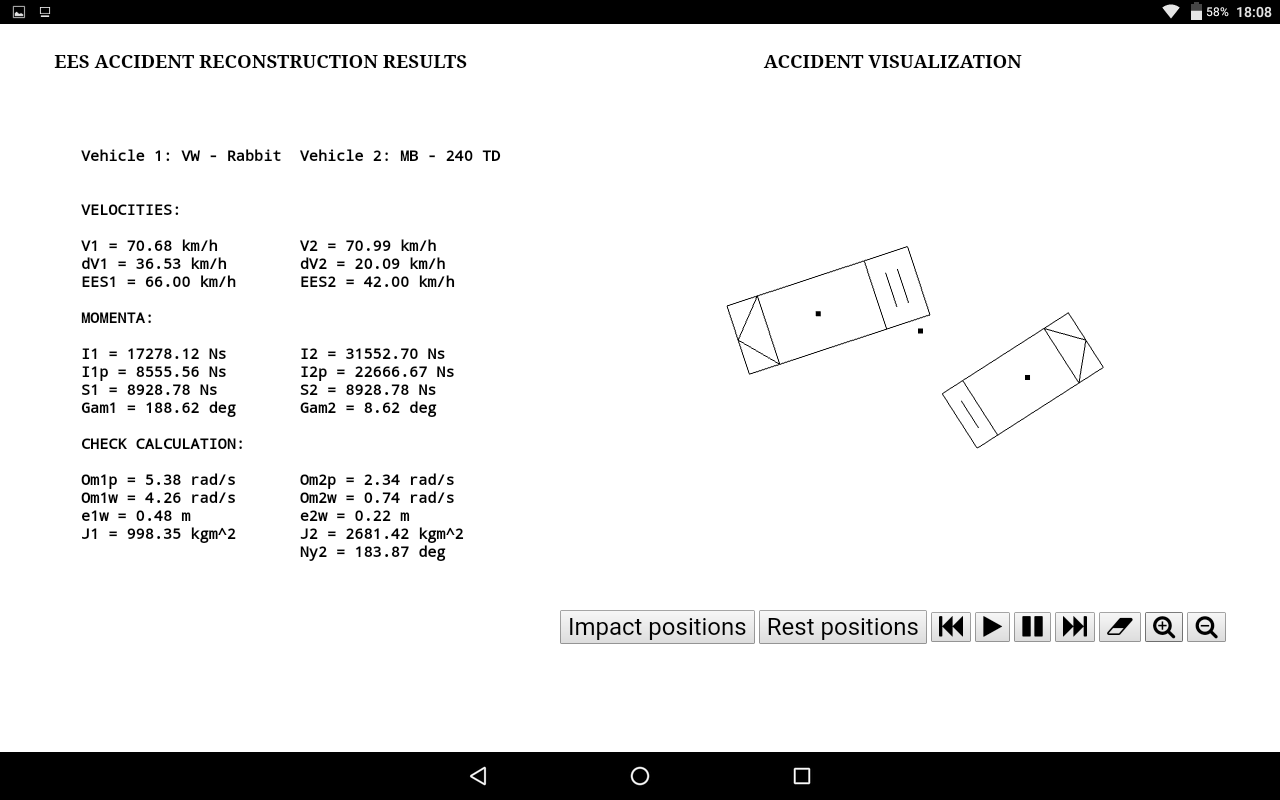 58% 18:08
EES ACCIDENT RECONSTRUCTION RESULTS
ACCIDENT VISUALIZATION
Vehicle 1: VW - Rabbit Vehicle 2: MB - 240 TD
VELOCITIES:
V1 = 70.68 km/h V2 = 70.99 km/h
dV1 = 36.53 km/h dV2 = 20.09 km/h
EES1 = 66.00 km/h EES2 = 42.00 km/h
MOMENTA:
I1 = 17278.12 Ns I2 = 31552.70 Ns
I1p = 8555.56 Ns I2p = 22666.67 Ns
S1 = 8928.78 Ns S2 = 8928.78 Ns
Gam1 = 188.62 deg Gam2 = 8.62 deg
CHECK CALCULATION:
Om1p = 5.38 rad/s Om2p = 2.34 rad/s
Om1w = 4.26 rad/s Om2w = 0.74 rad/s
e1w = 0.48 m e2w = 0.22 m
J1 = 998.35 kgm^2 J2 = 2681.42 kgm^2
Ny2 = 183.87 deg
Impact positions Rest positions